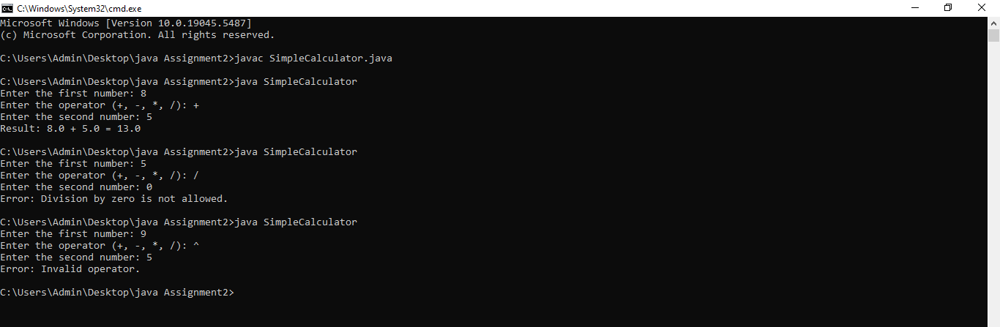 C:\Windows\System32\cmd.exe
Microsoft Windows [Version 10.0.19045.5487]
(c) Microsoft Corporation. All rights reserved.
C:\Users\Admin\Desktop\java Assignment2>javac SimpleCalculator.java
C:\Users\Admin\Desktop\java Assignment2>java SimpleCalculator
Enter the first number: 8
Enter the operator (+, -, *, /): +
Enter the second number: 5
Result: 8.0 + 5.0 = 13.0
C:\Users\Admin\Desktop\java Assignment2>java SimpleCalculator
Enter the first number: 5
Enter the operator (+, -, *, /): /
Enter the second number: 0
Error: Division by zero is not allowed.
C:\Users\Admin\Desktop\java Assignment2>java SimpleCalculator
Enter the first number: 9
Enter the operator (+, -, *, /): ^
Enter the second number: 5
Error: Invalid operator.
C:\Users\Admin\Desktop\java Assignment2>